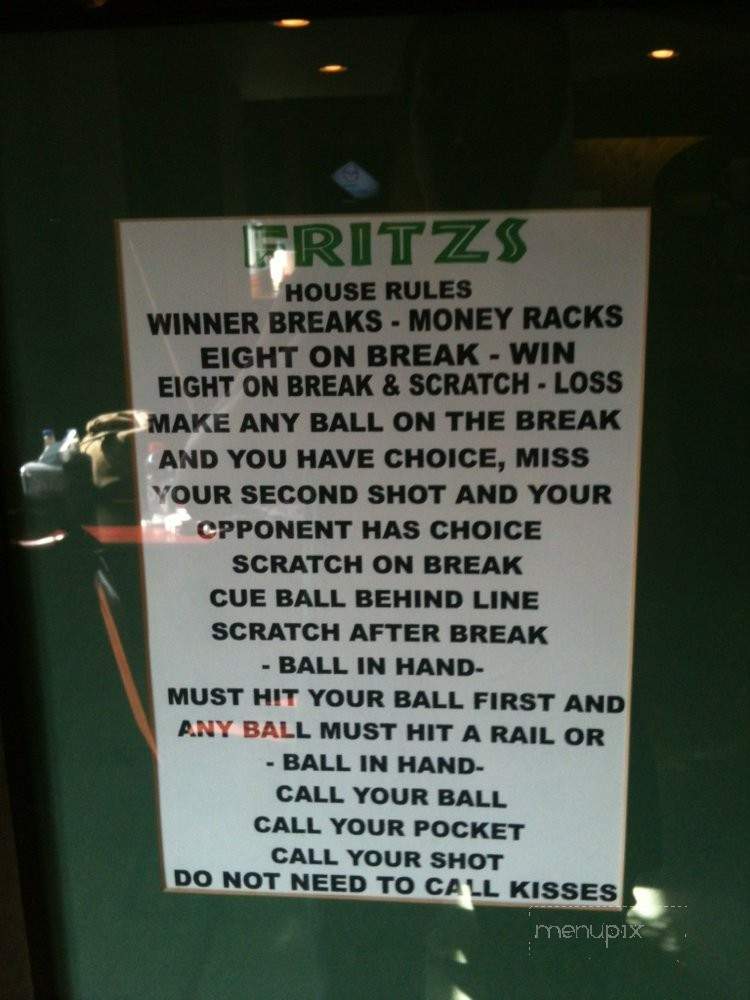 FRITZS
HOUSE RULES
WINNER BREAKS - MONEY RACKS
EIGHT ON BREAK - WIN
EIGHT ON BREAK & SCRATCH - LOSS
MAKE ANY BALL ON THE BREAK
AND YOU HAVE CHOICE, MISS
YOUR SECOND SHOT AND YOUR
OPPONENT HAS CHOICE
SCRATCH ON BREAK
CUE BALL BEHIND LINE
SCRATCH AFTER BREAK
- BALL IN HAND-
MUST HIT YOUR BALL FIRST AND
ANY BALL MUST HIT A RAIL OR
- BALL IN HAND-
CALL YOUR BALL
CALL YOUR POCKET
CALL YOUR SHOT
DO NOT NEED TO CALL KISSES
menupix